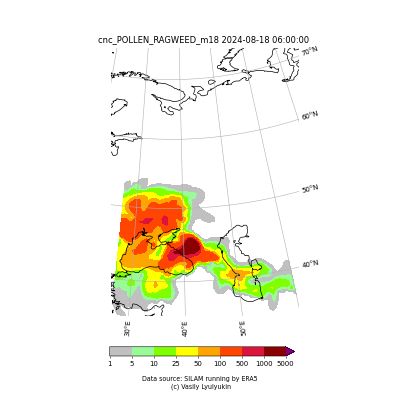 cnc_POLLEN_RAGWEED_m18 2024-08-18 06:00:00
70°N
60°N
50°N
40°N
30°E 40°E 50°E
1 5 10 25 50 100 500 1000 5000
Data source: SILAM running by ERA5
(c) Vasily Lyulyukin